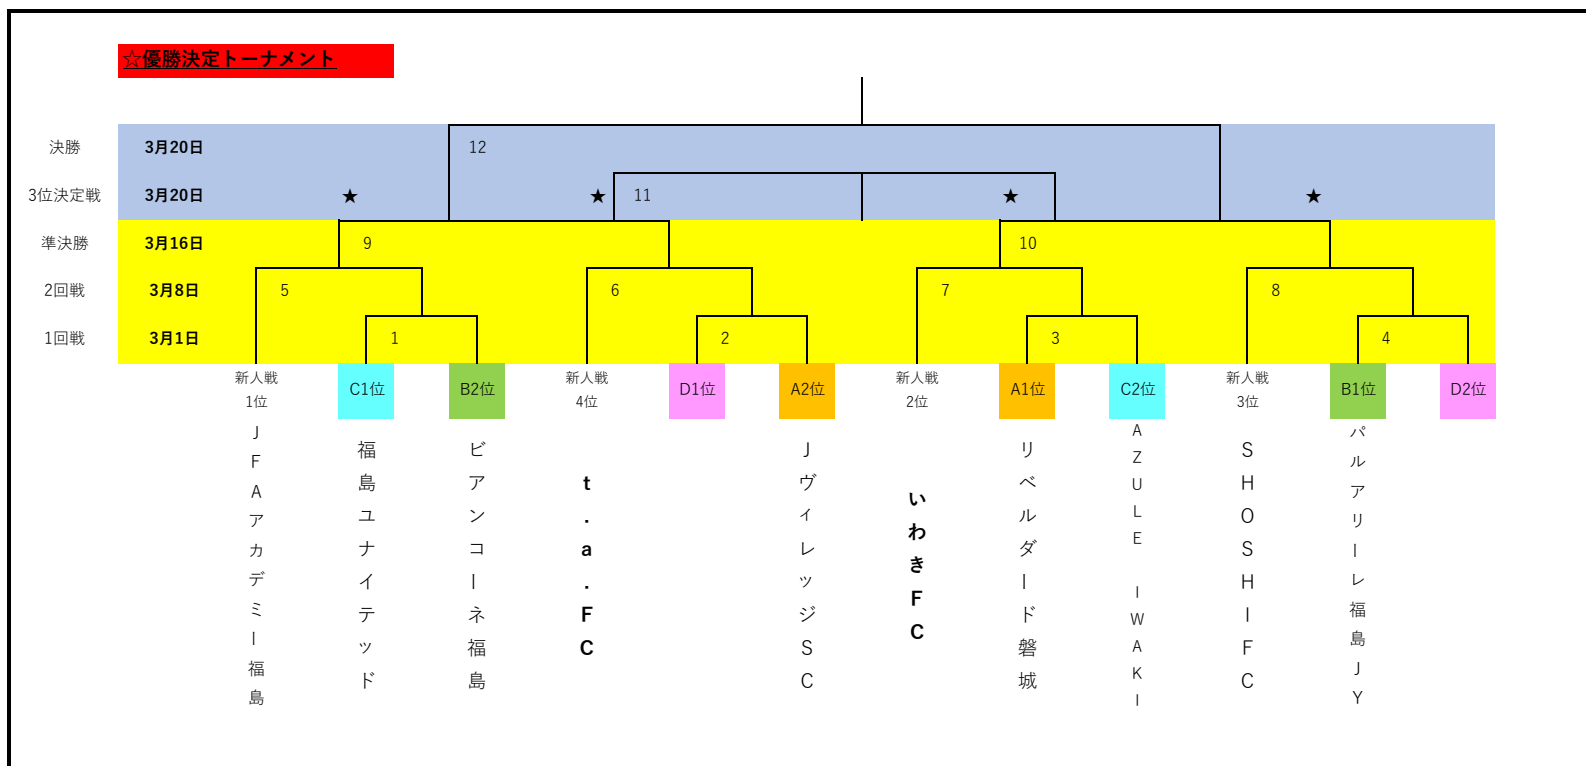 ☆優勝決定トーナメント
決勝 3月20日 12
3位決定戦 3月20日 ★ ★ 11 ★ ★
準決勝 3月16日 9 10
2回戦 3月8日 5 6 7 8
1回戦 3月1日 1 2 3 4
新人戦 1位
C1位
B2位
新人戦 4位
D1位
A2位
新人戦 2位
A1位
C2位
新人戦 3位
B1位
D2位
JFAアカデミー福島
福島ユナイテッド
ビアンコーネ福島
t.a.FC
JヴィレッジSC
いわきFC
リベルダード磐城
AZULE IWAKI
SHOSHIFC
パルアリーレ福島JY